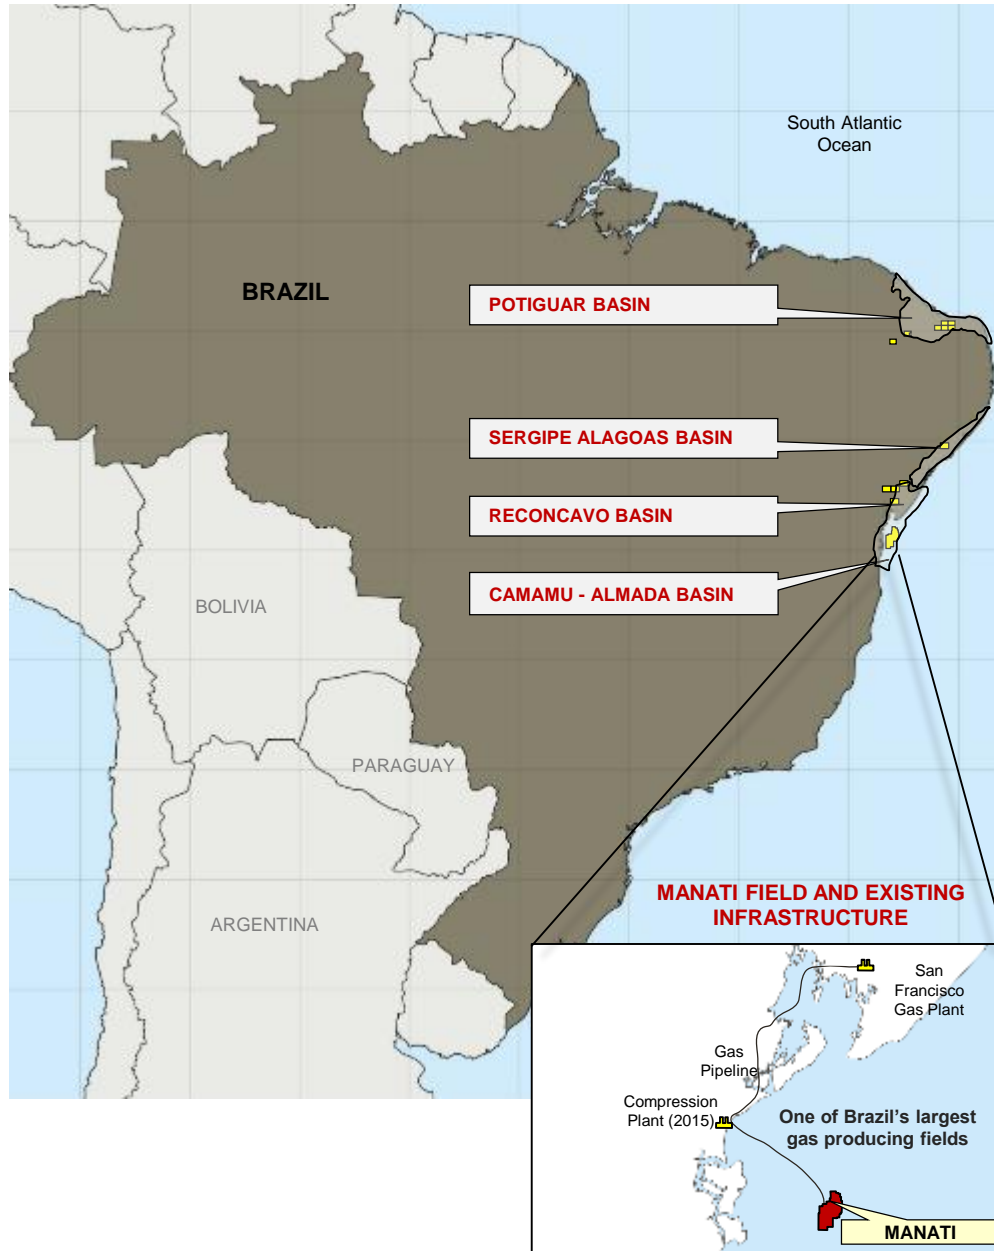 South Atlantic
Ocean
BRAZIL
POTIGUAR BASIN
SERGIPE ALAGOAS BASIN
RECONCAVO BASIN
CAMAMU - ALMADA BASIN
BOLIVIA
PARAGUAY
ARGENTINA
MANATI FIELD AND EXISTING
INFRASTRUCTURE
San
Francisco
Gas Plant
Gas
Pipeline
Compression
Plant (2015)
One of Brazil's largest
gas producing fields
MANATI